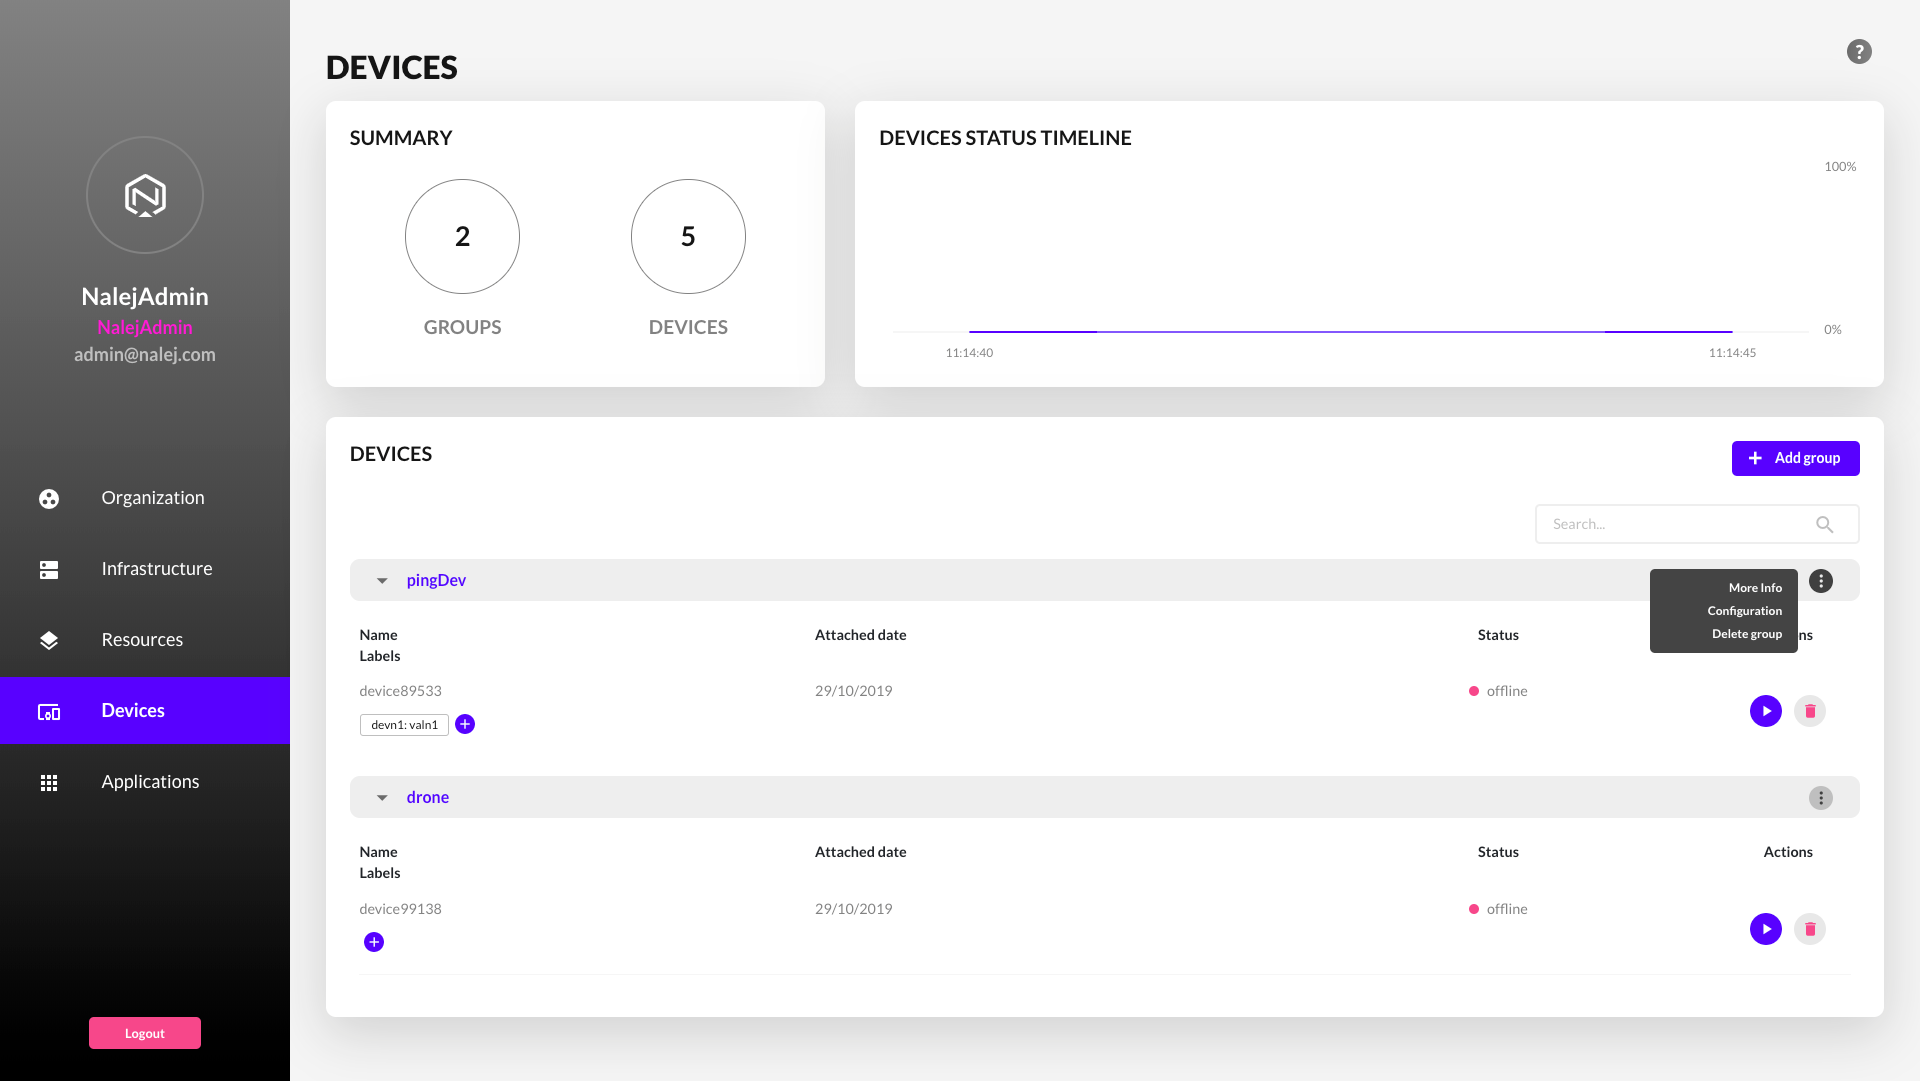 NalejAdmin
NalejAdmin
admin@nalej.com
Organization
Infrastructure
Resources
Devices
Applications
Logout
DEVICES
?
SUMMARY
2
5
GROUPS
DEVICES
DEVICES STATUS TIMELINE
100%
0%
11:14:40
11:14:45
DEVICES
+ Add group
Search...
pingDev
More Info
Configuration
Delete group
Name
Attached date
Status
ns
Labels
device89533
29/10/2019
offline
devn1: valn1
drone
Name
Attached date
Status
Actions
Labels
device99138
29/10/2019
offline